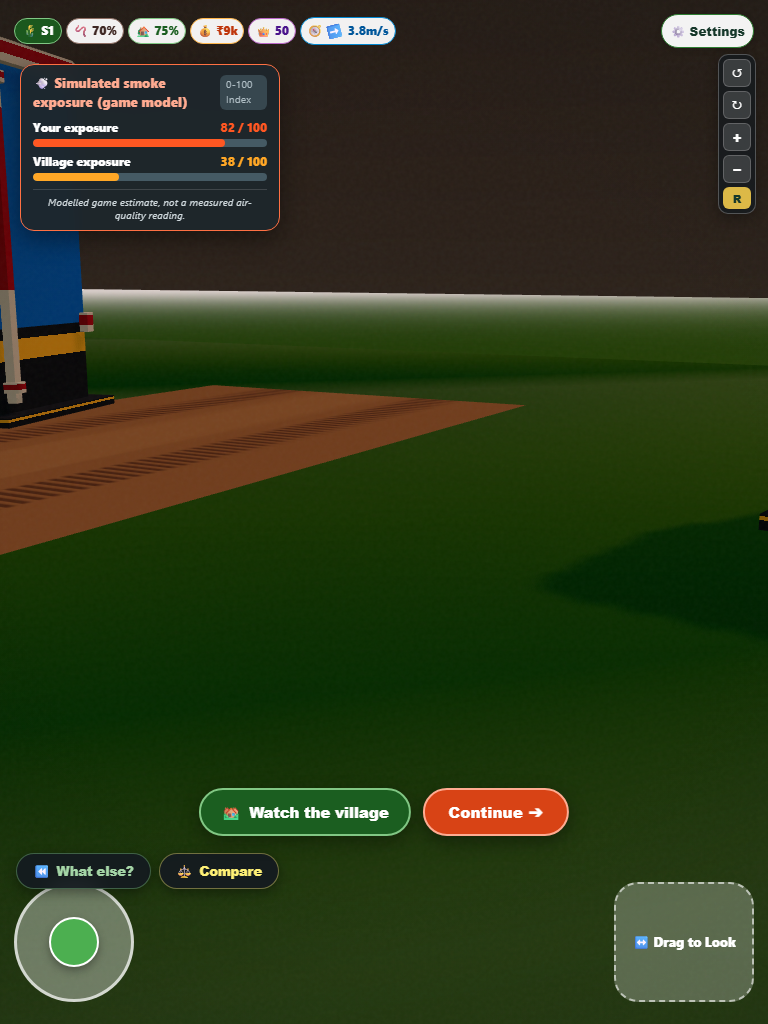 S1 70% 75% ₹9k 50 3.8m/s
Settings
Simulated smoke
exposure (game model)
0-100
Index
Your exposure 82 / 100
Village exposure 38 / 100
Modelled game estimate, not a measured air-
quality reading.
↺
↻
+
−
R
Watch the village
Continue ➔
What else?
Compare
Drag to Look